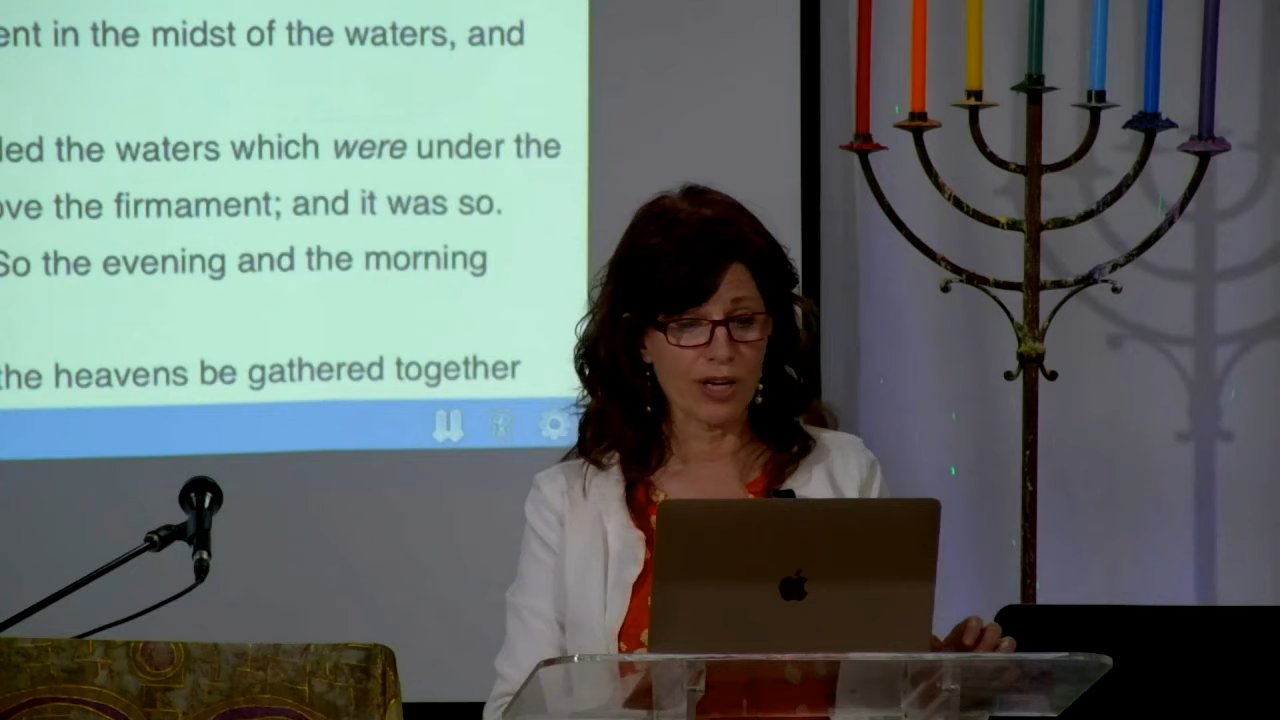 ent in the midst of the waters, and
led the waters which were under the
ove the firmament; and it was so.
So the evening and the morning
the heavens be gathered together